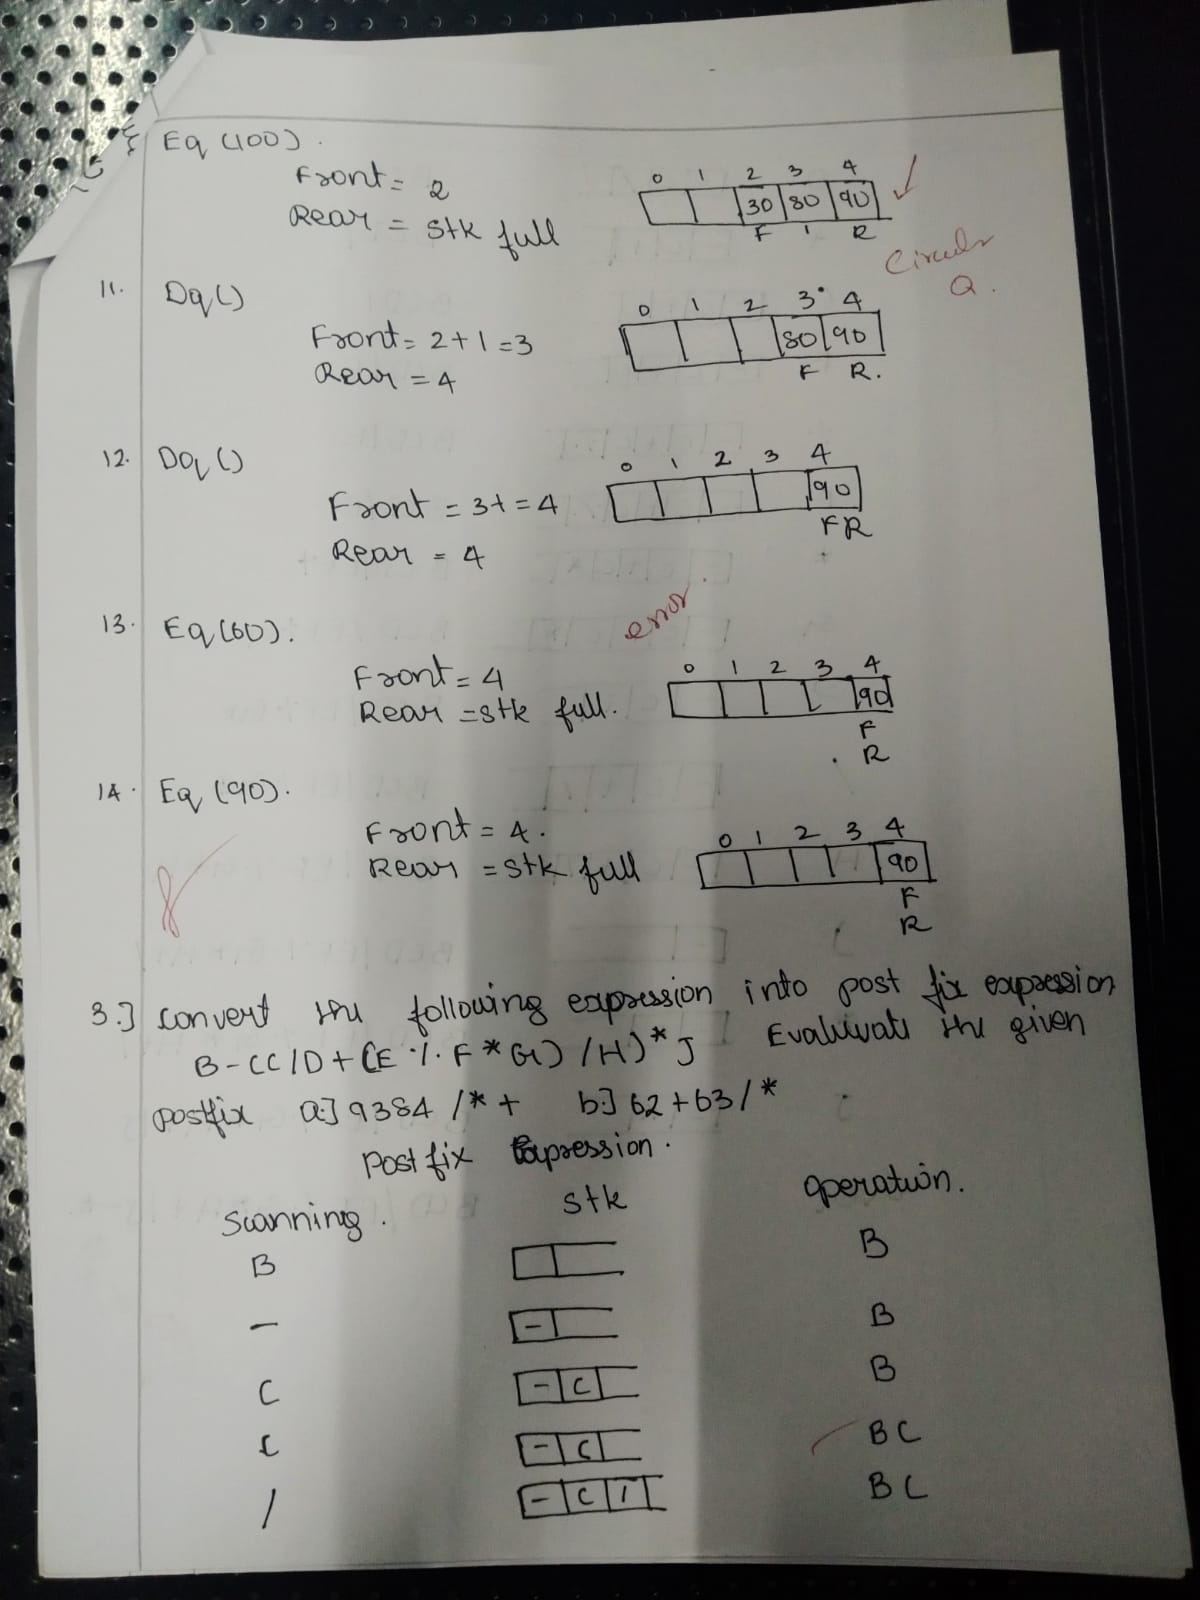 Eq (100).
Front = 2
Rear = stk full
0 1 2 3 4
30 80 90
F R
Circular
Q.
11. Dq()
Front = 2+1 =3
Rear = 4
0 1 2 3 4
80 90
F R.
12. Dq()
Front = 3+ = 4
Rear = 4
0 1 2 3 4
90
FR
error.
13. Eq(60).
Front = 4
Rear = stk full.
0 1 2 3 4
90
F
R
14. Eq (90).
Front = 4.
Rear = stk full
0 1 2 3 4
90
F
R
8
3.] convert the following expression into post fix expression
B-(C/D+(E%F*G)/H)*J Evaluvate the given
postfix a:] 9384/*+ b:] 62+63/*
Post fix Expression.
Scanning. stk operation.
B B
- - B
( - ( B
C - ( BC
/ - ( / BC